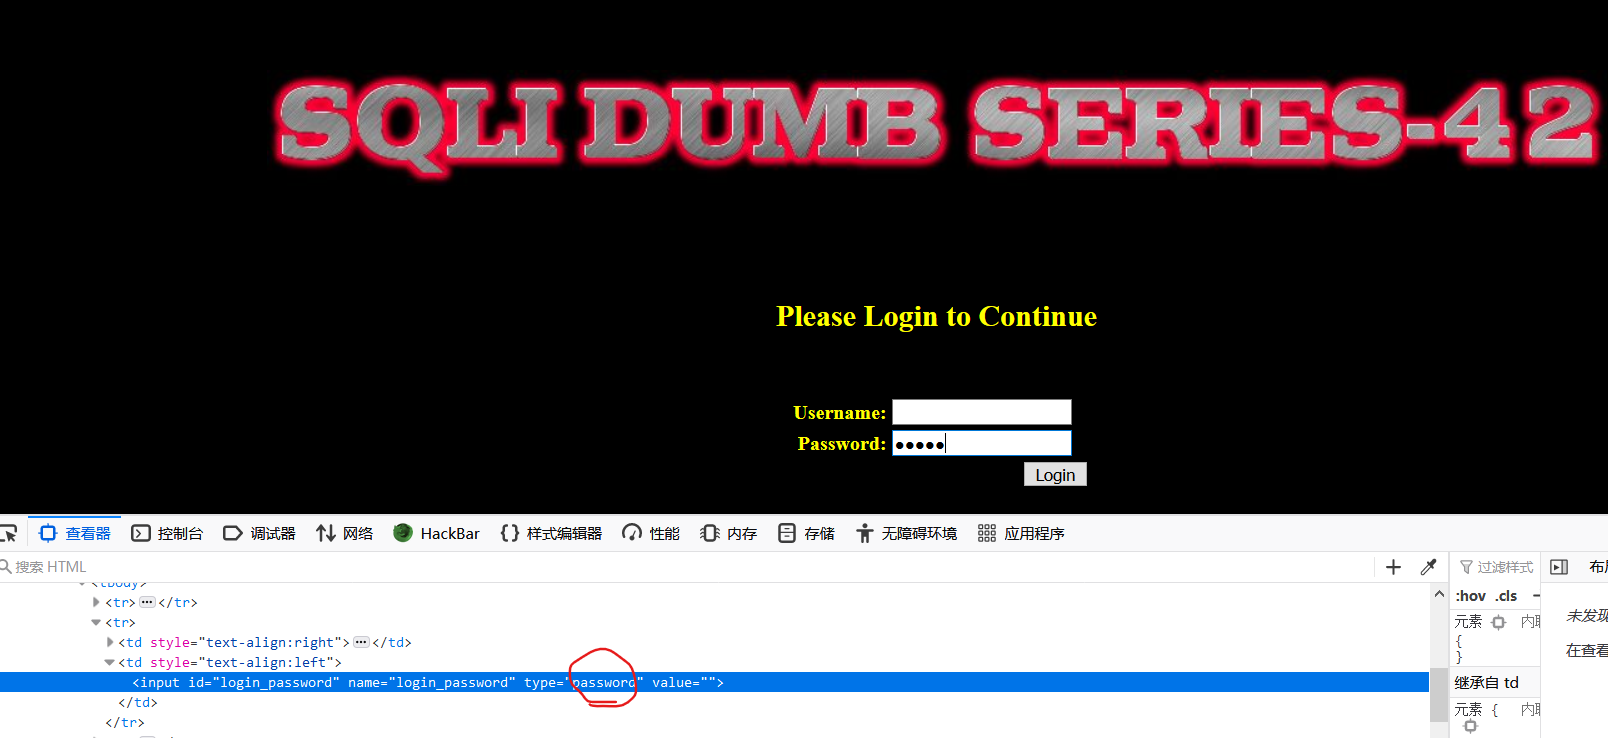 SQLI DUMB SERIES-42
Please Login to Continue
Username:
Password: •••••
Login
查看器 控制台 调试器 网络 HackBar {} 样式编辑器 性能 内存 存储 无障碍环境 应用程序
搜索 HTML
过滤样式
<tbody>
<tr> ••• </tr>
<tr>
<td style="text-align:right"> ••• </td>
<td style="text-align:left">
<input id="login_password" name="login_password" type="password" value="">
</td>
</tr>
:hov .cls
元素 内联
{
}
继承自 td
元素 { 内联
未发现
在查看